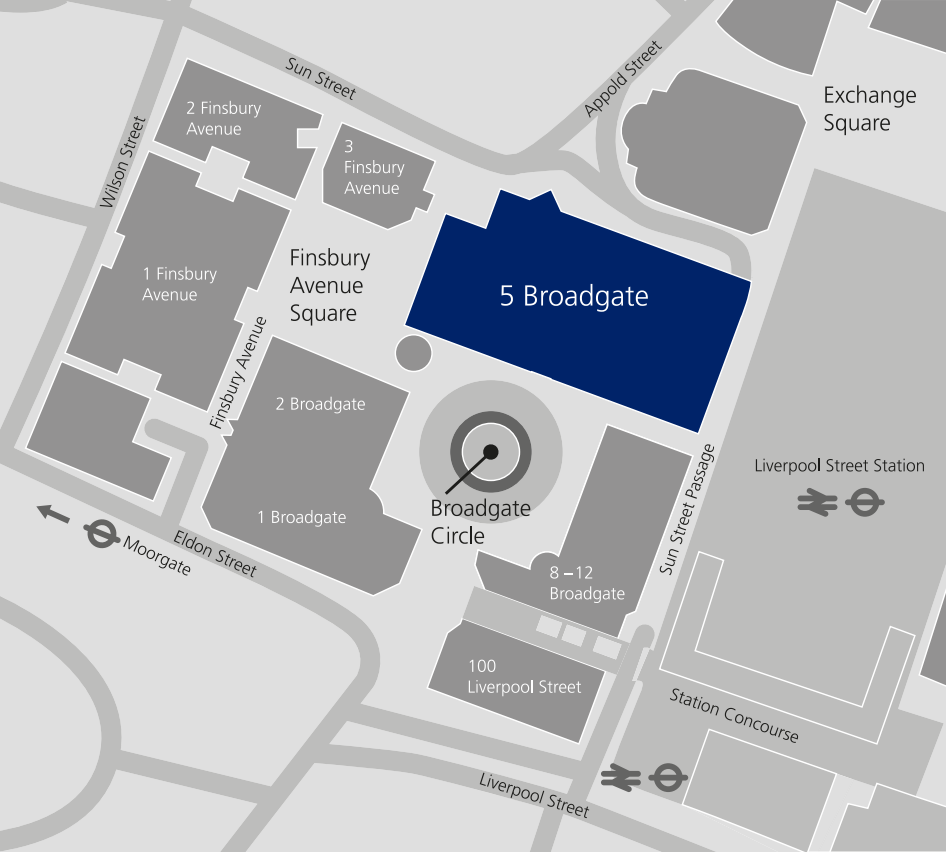 Sun Street
Appold Street
Exchange
Square
2 Finsbury
Avenue
3
Finsbury
Avenue
Wilson Street
Finsbury
Avenue
Square
1 Finsbury
Avenue
5 Broadgate
Finsbury Avenue
2 Broadgate
Liverpool Street Station
Sun Street Passage
Broadgate
Circle
1 Broadgate
Eldon Street
Moorgate
8 –12
Broadgate
100
Liverpool Street
Station Concourse
Liverpool Street